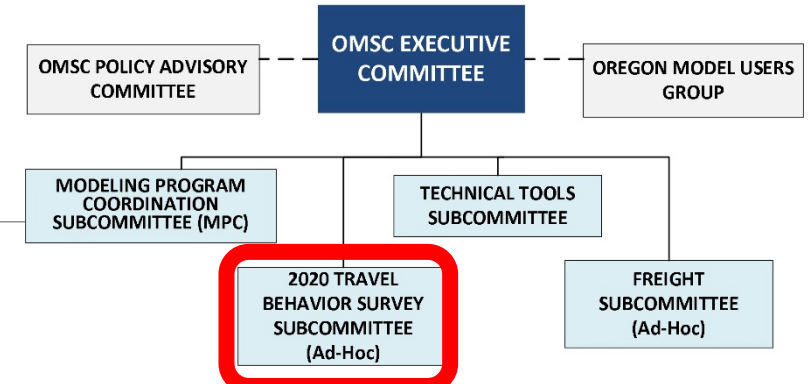 OMSC EXECUTIVE
COMMITTEE
OMSC POLICY ADVISORY
COMMITTEE
OREGON MODEL USERS
GROUP
MODELING PROGRAM
COORDINATION
SUBCOMMITTEE (MPC)
TECHNICAL TOOLS
SUBCOMMITTEE
2020 TRAVEL
BEHAVIOR SURVEY
SUBCOMMITTEE
(Ad-Hoc)
FREIGHT
SUBCOMMITTEE
(Ad-Hoc)